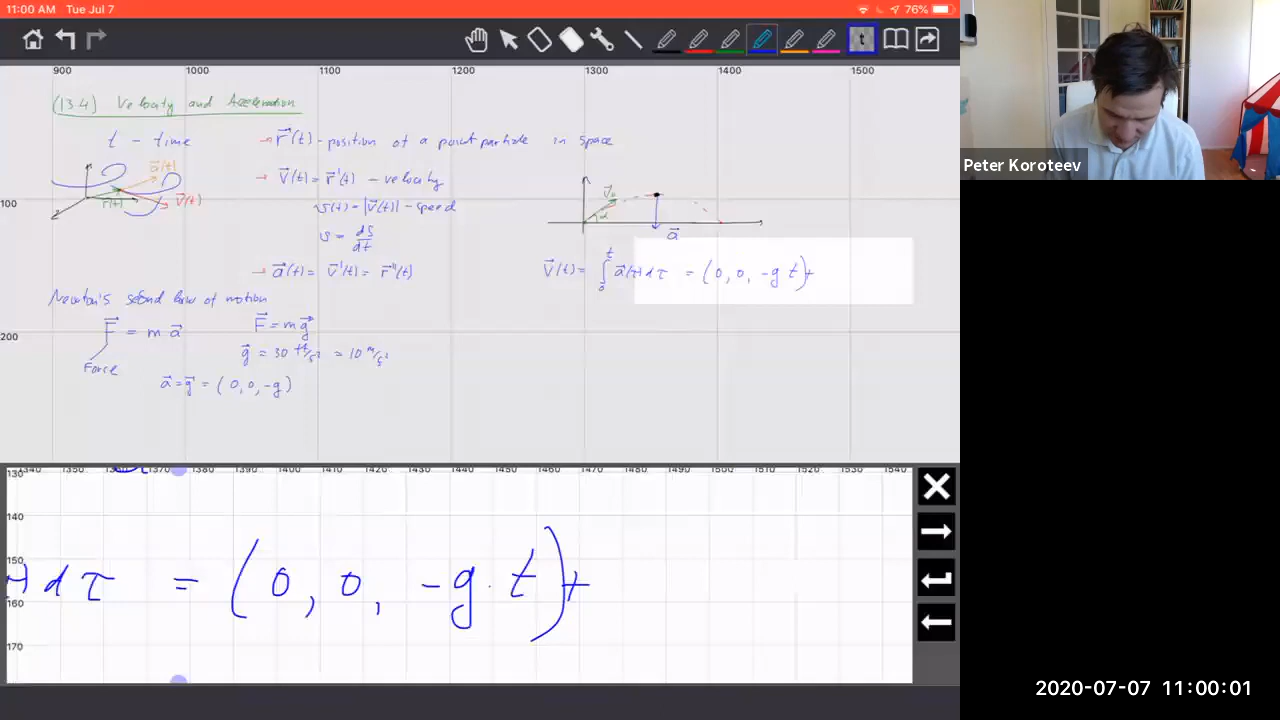 11:00 AM Tue Jul 7
76%
t
900 1000 1100 1200 1300 1400 1500
(13.4) Velocity and Acceleration
t - time
→ r⃗(t) - position of a point particle in space
a⃗(t)
r⃗(t)
v⃗(t)
→ v⃗(t) = r⃗'(t) - velocity
v(t) = |v⃗(t)| - speed
v = ds/dt
→ a⃗(t) = v⃗'(t) = r⃗''(t)
100
α
a⃗
v⃗(t) = ∫₀ᵗ a⃗(τ)dτ = (0, 0, -g t) +
Newton's second law of motion
F⃗ = m a⃗
Force
F⃗ = m g⃗
g⃗ = 30 ft/s² = 10 m/s²
a⃗ = g⃗ = (0, 0, -g)
200
1340 1350 1360 1370 1380 1390 1400 1410 1420 1430 1440 1450 1460 1470 1480 1490 1500 1510 1520 1530 1540
130
140
150
160
170
) d τ = (0, 0, -g · t) +
Peter Koroteev
2020-07-07 11:00:01